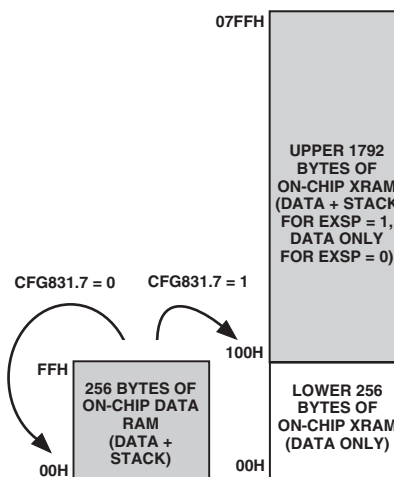 07FFH
UPPER 1792
BYTES OF
ON-CHIP XRAM
(DATA + STACK
FOR EXSP = 1,
DATA ONLY
FOR EXSP = 0)
CFG831.7 = 0
CFG831.7 = 1
100H
FFH
256 BYTES OF
ON-CHIP DATA
RAM
(DATA +
STACK)
00H
LOWER 256
BYTES OF
ON-CHIP XRAM
(DATA ONLY)
00H